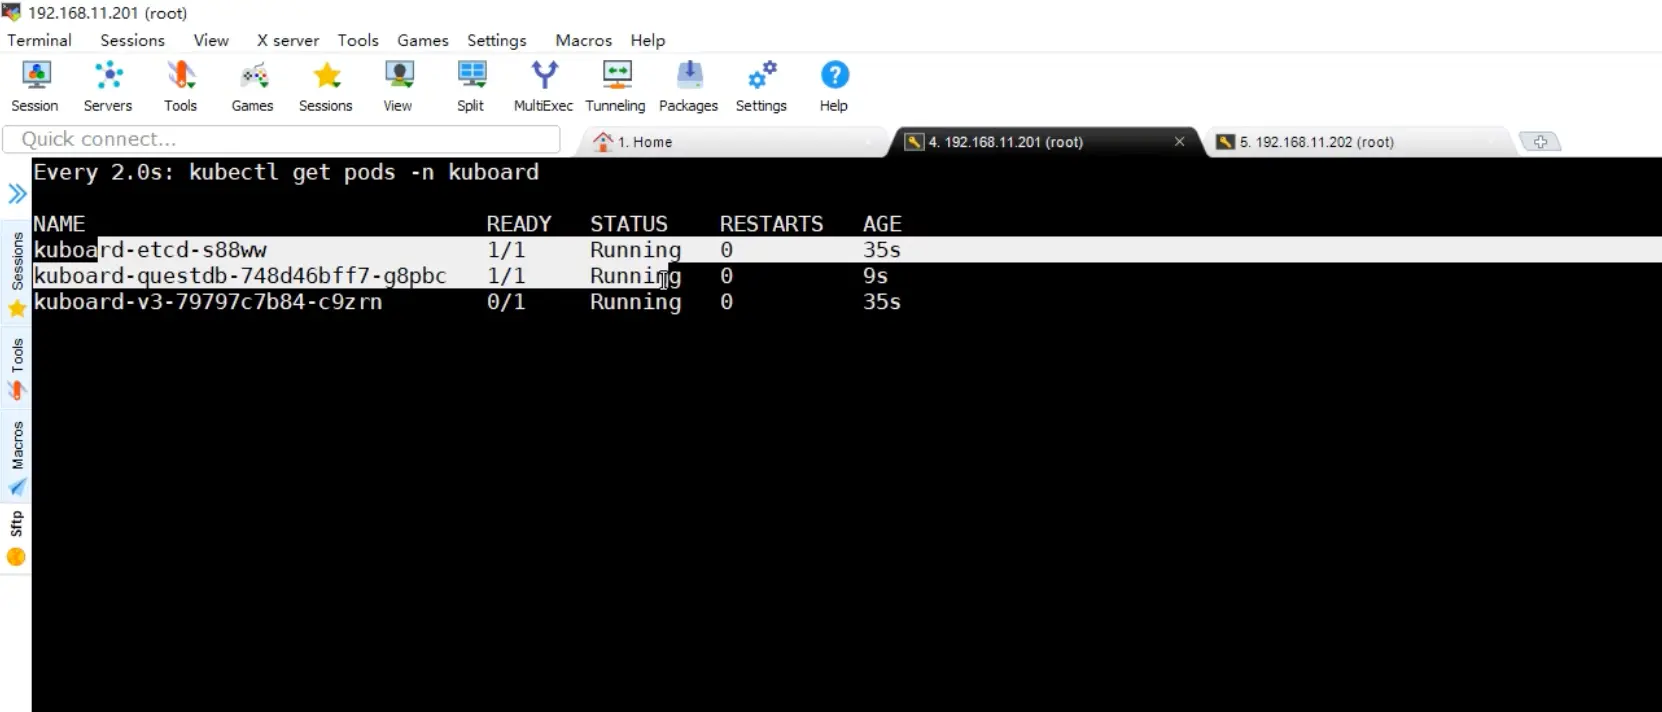 192.168.11.201 (root)
Terminal Sessions View X server Tools Games Settings Macros Help
Session Servers Tools Games Sessions View Split MultiExec Tunneling Packages Settings Help
Quick connect... 1. Home 4. 192.168.11.201 (root) 5. 192.168.11.202 (root)
Every 2.0s: kubectl get pods -n kuboard
NAME READY STATUS RESTARTS AGE
kuboard-etcd-s88ww 1/1 Running 0 35s
kuboard-questdb-748d46bff7-g8pbc 1/1 Running 0 9s
kuboard-v3-79797c7b84-c9zrn 0/1 Running 0 35s
Sessions
Tools
Macros
Sftp